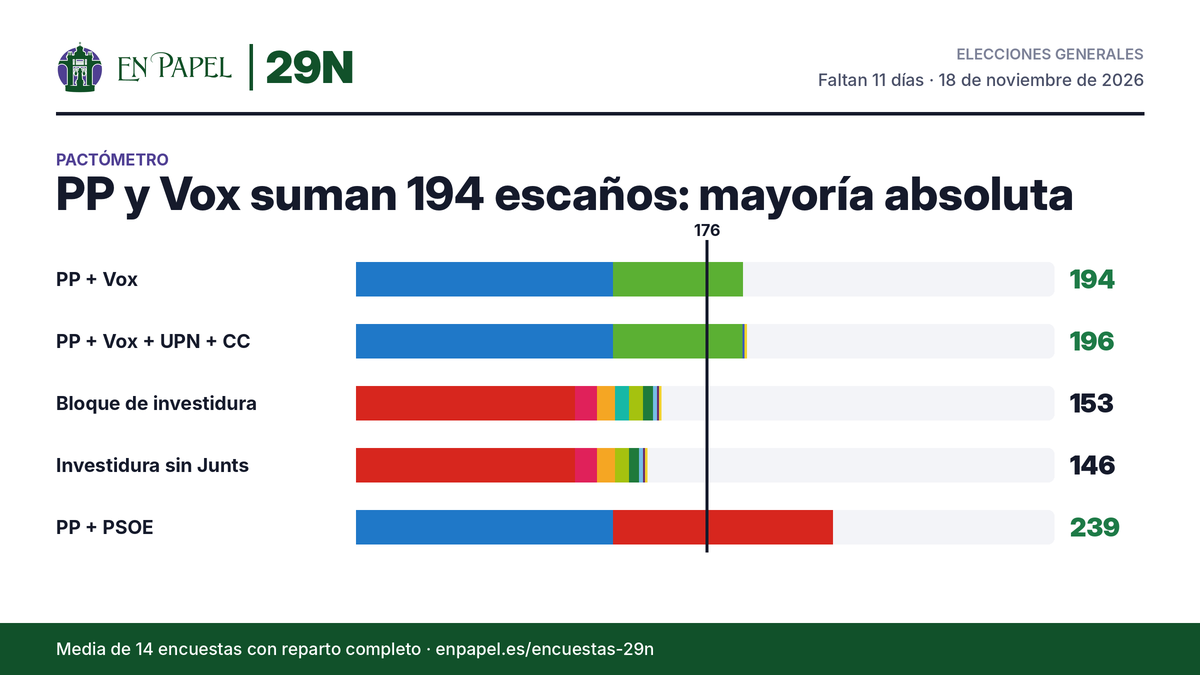 EN PAPEL | 29N
ELECCIONES GENERALES
Faltan 11 días · 18 de noviembre de 2026
PACTÓMETRO
PP y Vox suman 194 escaños: mayoría absoluta
176
PP + Vox 194
PP + Vox + UPN + CC 196
Bloque de investidura 153
Investidura sin Junts 146
PP + PSOE 239
Media de 14 encuestas con reparto completo · enpapel.es/encuestas-29n